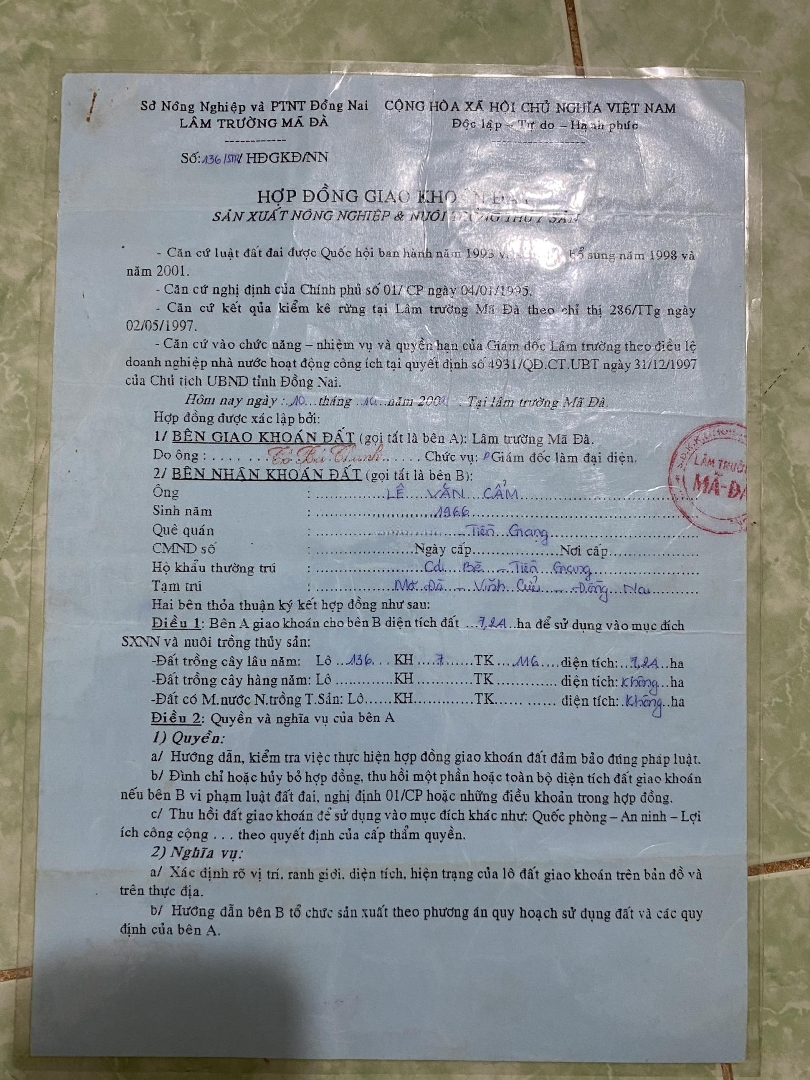 Sở Nông Nghiệp và PTNT Đồng Nai CỘNG HÒA XÃ HỘI CHỦ NGHĨA VIỆT NAM
LÂM TRƯỜNG MÃ ĐÀ Độc lập – Tự do – Hạnh phúc
Số: 136 / HĐGKĐ/NN
HỢP ĐỒNG GIAO KHOÁN ĐẤT
SẢN XUẤT NÔNG NGHIỆP & NUÔI TRỒNG THỦY SẢN
- Căn cứ luật đất đai được Quốc hội ban hành năm 1993 bổ sung năm 1998 và
năm 2001.
- Căn cứ nghị định của Chính phủ số 01/ CP ngày 04/01/1995.
- Căn cứ kết qủa kiểm kê rừng tại Lâm trường Mã Đà theo chỉ thị 286/TTg ngày
02/05/1997.
- Căn cứ vào chức năng – nhiệm vụ và quyền hạn của Giám đốc Lâm trường theo điều lệ
doanh nghiệp nhà nước hoạt động công ích tại quyết định số 4931/QĐ.CT.UBT ngày 31/12/1997
của Chủ tịch UBND tỉnh Đồng Nai.
Hôm nay ngày : 10 tháng 10 năm 2002 . Tại lâm trường Mã Đà.
Hợp đồng được xác lập bởi:
1/ BÊN GIAO KHOÁN ĐẤT (gọi tắt là bên A): Lâm trường Mã Đà.
Do ông : Tô Bá Thanh Chức vụ: P Giám đốc làm đại diện.
2/ BÊN NHẬN KHOÁN ĐẤT (gọi tắt là bên B):
Ông : LÊ VĂN CẨM
Sinh năm : 1966
Quê quán : Tiền Giang
CMND số : Ngày cấp Nơi cấp
Hộ khẩu thường trú : Cái Bè - Tiền Giang
Tạm trú : Mã Đà - Vĩnh Cửu - Đồng Nai
Hai bên thỏa thuận ký kết hợp đồng như sau:
Điều 1: Bên A giao khoán cho bên B diện tích đất 7,21 ha để sử dụng vào mục đích
SXNN và nuôi trồng thủy sản:
-Đất trồng cây lâu năm: Lô 136 KH 7 TK 116 diện tích: 7,21 ha
-Đất trồng cây hàng năm: Lô KH TK diện tích: Không ha
-Đất có M.nước N.trồng T.Sản: Lô KH TK diện tích: Không ha
Điều 2: Quyền và nghĩa vụ của bên A
1) Quyền:
a/ Hướng dẫn, kiểm tra việc thực hiện hợp đồng giao khoán đất đảm bảo đúng pháp luật.
b/ Đình chỉ hoặc hủy bỏ hợp đồng, thu hồi một phần hoặc toàn bộ diện tích đất giao khoán
nếu bên B vi phạm luật đất đai, nghị định 01/CP hoặc những điều khoản trong hợp đồng.
c/ Thu hồi đất giao khoán để sử dụng vào mục đích khác như: Quốc phòng – An ninh – Lợi
ích công cộng . . . theo quyết định của cấp thẩm quyền.
2) Nghĩa vụ:
a/ Xác định rõ vị trí, ranh giới, diện tích, hiện trạng của lô đất giao khoán trên bản đồ và
trên thực địa.
b/ Hướng dẫn bên B tổ chức sản xuất theo phương án quy hoạch sử dụng đất và các quy
định của bên A.
LÂM TRƯỜNG
MÃ-ĐÀ